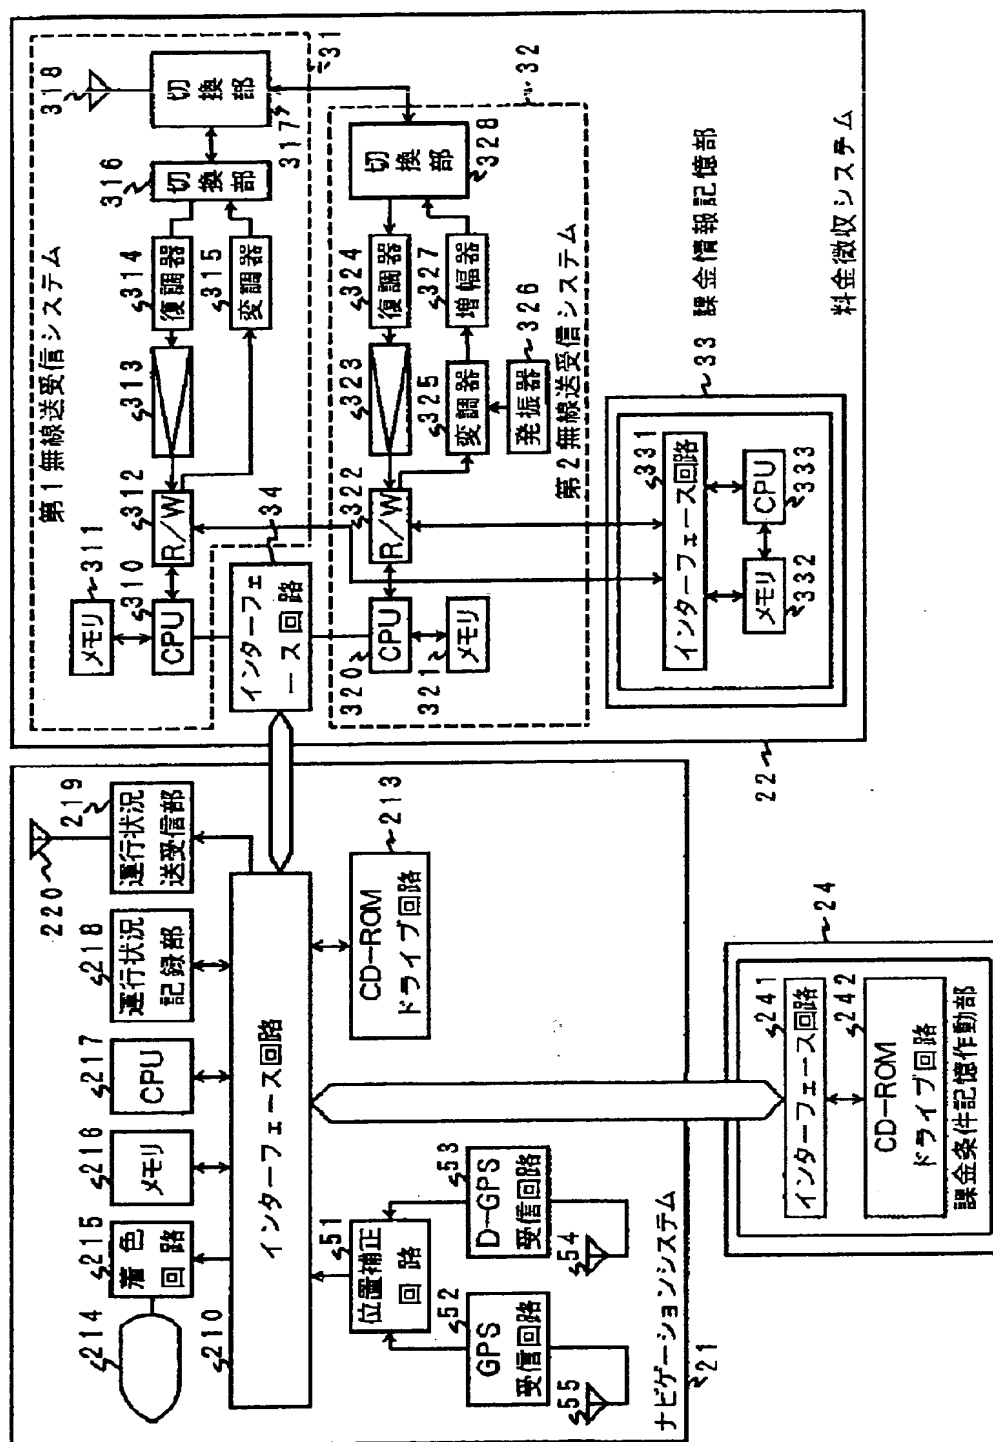 214
着色
回路
215
メモリ
216
CPU
217
運行状況
記録部
218
運行状況
送受信部
219
220
インターフェース回路
210
CD-ROM
ドライブ回路
213
位置補正
回路
51
GPS
受信回路
52
D-GPS
受信回路
53
54
55
ナビゲーションシステム
21
インターフェース回路
241
CD-ROM
ドライブ回路
242
課金条件記憶作動部
24
第1無線送受信システム
メモリ
311
CPU
310
R/W
312
313
復調器
314
変調器
315
切換部
316
切換部
317
318
31
インターフェ
ース回路
34
CPU
320
メモリ
321
R/W
322
323
復調器
324
変調器
325
発振器
326
増幅器
327
切換部
328
第2無線送受信システム
32
インターフェース回路
331
メモリ
332
CPU
333
33 課金情報記憶部
料金徴収システム
22